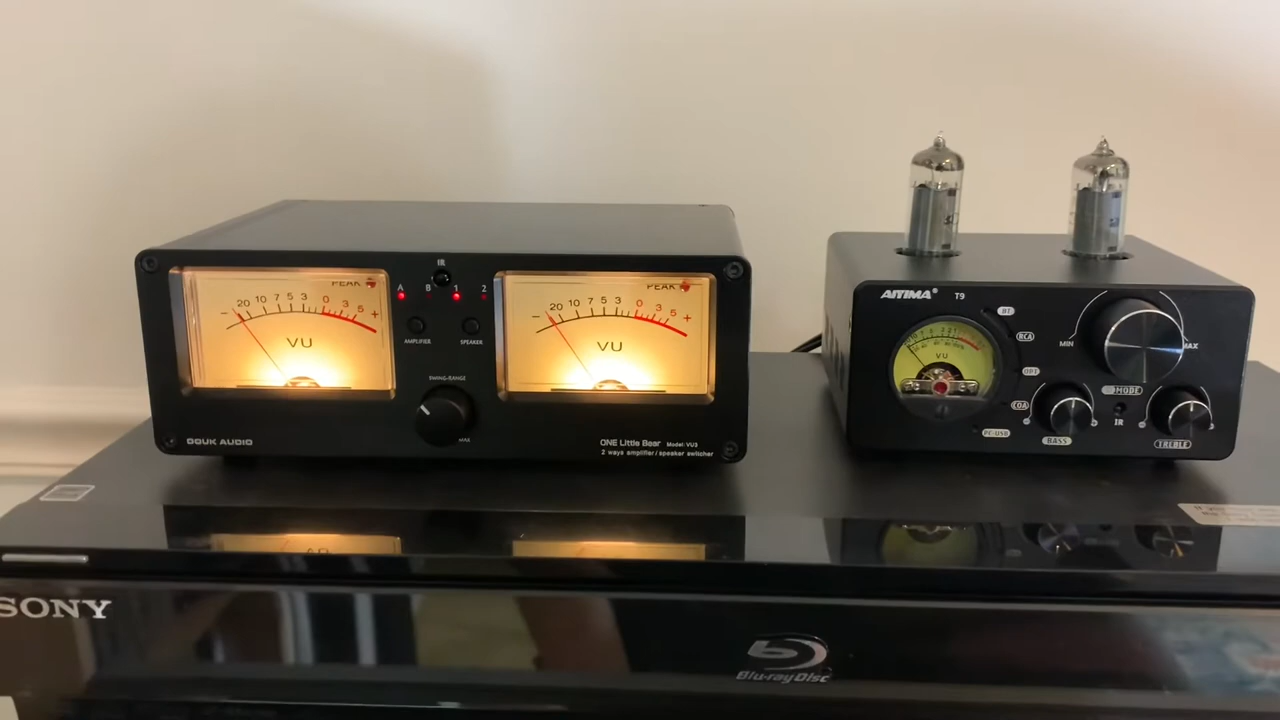 IR
A B 1 2
AMPLIFIER SPEAKER
SWING-RANGE
MAX
PEAK
- 20 10 7 5 3 0 3 5 +
VU
PEAK
- 20 10 7 5 3 0 3 5 +
VU
DOUK AUDIO
ONE Little Bear Model: VU3
2 ways amplifier / speaker switcher
AIYIMA® T9
BT
RCA
OPT
COA
PC-USB
VU
MIN
MAX
MODE
IR
BASS
TREBLE
SONY
Blu-ray Disc